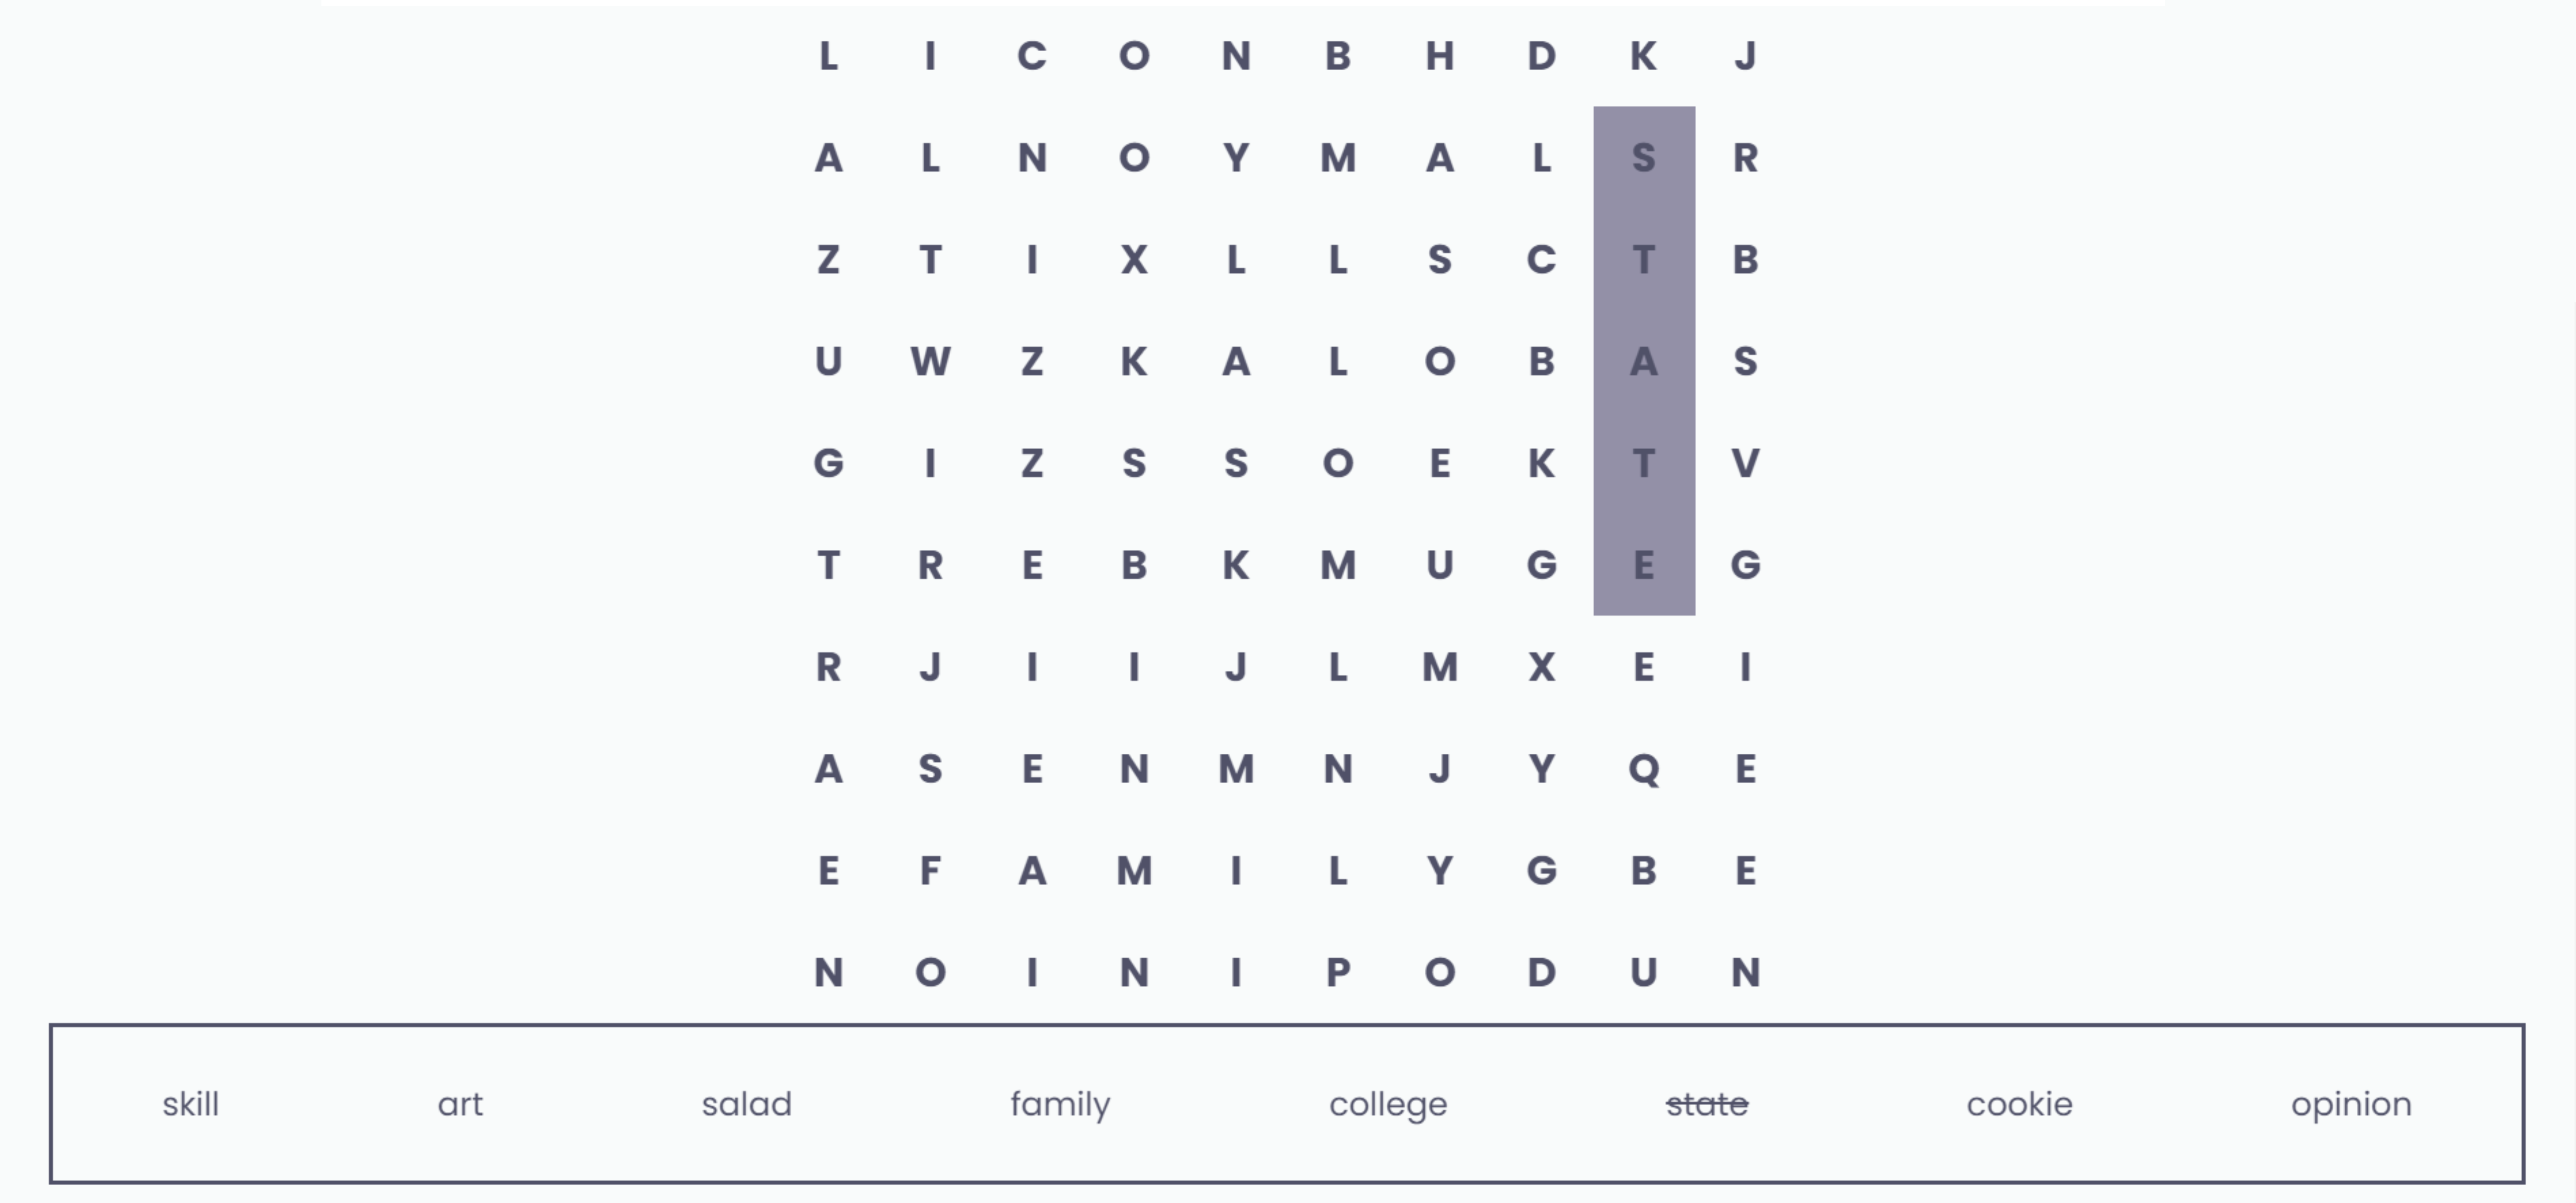 L I C O N B H D K J
A L N O Y M A L S R
Z T I X L L S C T B
U W Z K A L O B A S
G I Z S S O E K T V
T R E B K M U G E G
R J I I J L M X E I
A S E N M N J Y Q E
E F A M I L Y G B E
N O I N I P O D U N
skill art salad family college state cookie opinion